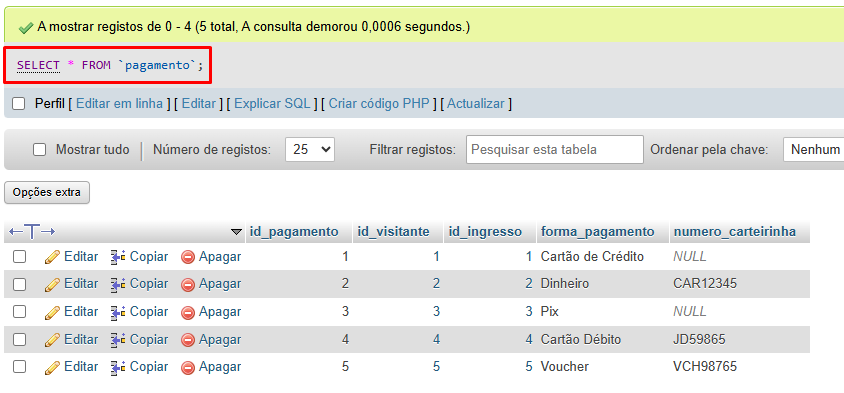 A mostrar registos de 0 - 4 (5 total, A consulta demorou 0,0006 segundos.)
SELECT * FROM `pagamento`;
Perfil [ Editar em linha ] [ Editar ] [ Explicar SQL ] [ Criar código PHP ] [ Actualizar ]
Mostrar tudo | Número de registos: 25 Filtrar registos: Pesquisar esta tabela Ordenar pela chave: Nenhum
Opções extra
←T→ id_pagamento id_visitante id_ingresso forma_pagamento numero_carteirinha
Editar Copiar Apagar 1 1 1 Cartão de Crédito NULL
Editar Copiar Apagar 2 2 2 Dinheiro CAR12345
Editar Copiar Apagar 3 3 3 Pix NULL
Editar Copiar Apagar 4 4 4 Cartão Débito JD59865
Editar Copiar Apagar 5 5 5 Voucher VCH98765